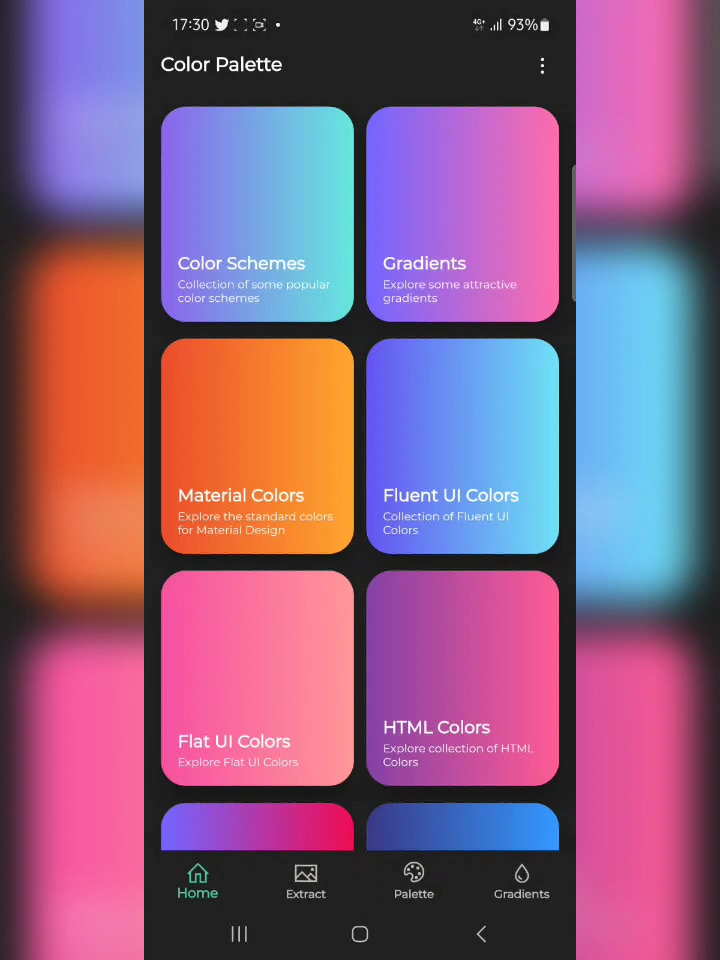 17:30
4G+
93%
Color Palette
Color Schemes
Collection of some popular
color schemes
Gradients
Explore some attractive
gradients
Material Colors
Explore the standard colors
for Material Design
Fluent UI Colors
Collection of Fluent UI
Colors
Flat UI Colors
Explore Flat UI Colors
HTML Colors
Explore collection of HTML
Colors
Home
Extract
Palette
Gradients